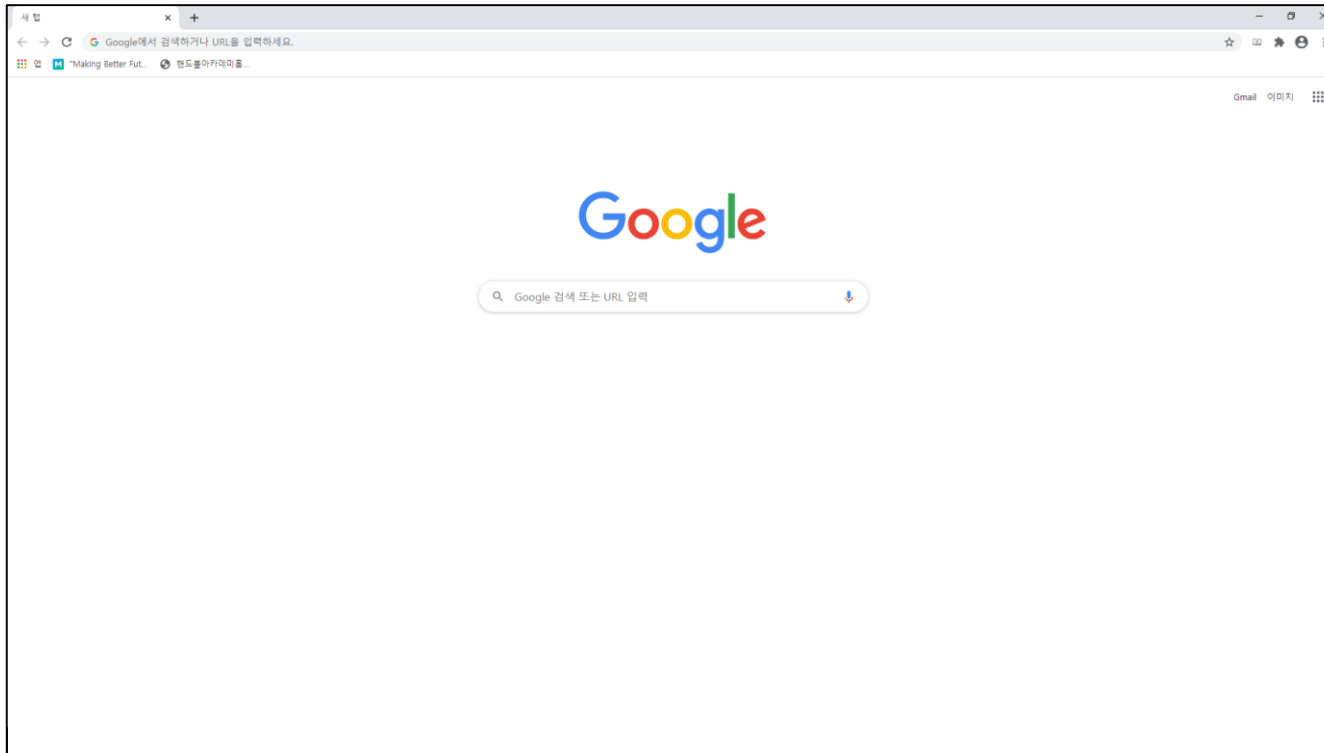 새 탭
Google에서 검색하거나 URL을 입력하세요.
앱 "Making Better Fut... 핸드볼아카데미홈...
Gmail 이미지
Google
Google 검색 또는 URL 입력